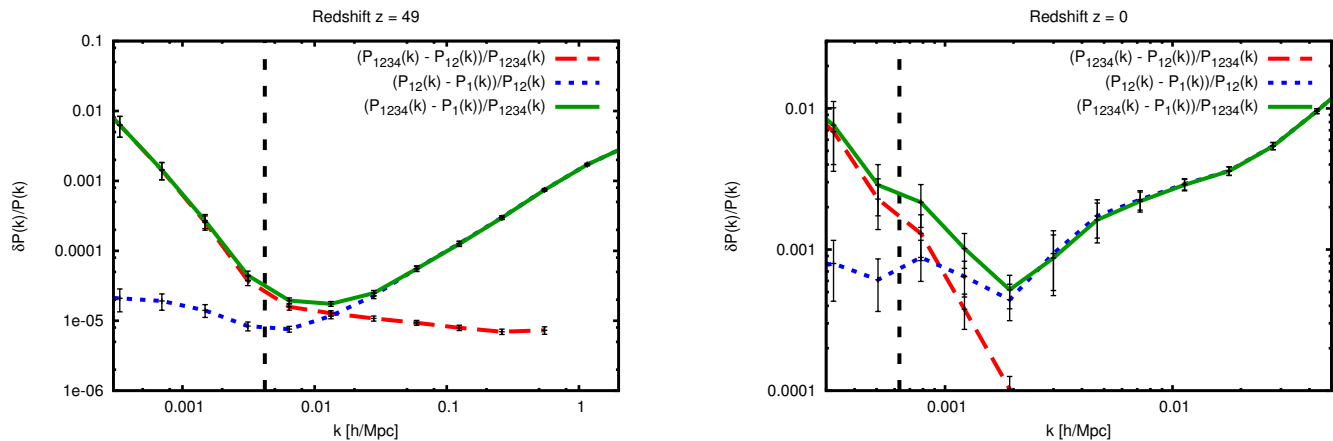 Redshift z = 49
0.1
0.01
0.001
0.0001
1e-05
1e-06
δP(k)/P(k)
(P1234(k) - P12(k))/P1234(k)
(P12(k) - P1(k))/P12(k)
(P1234(k) - P1(k))/P1234(k)
0.001
0.01
0.1
1
k [h/Mpc]
Redshift z = 0
0.01
0.001
0.0001
δP(k)/P(k)
(P1234(k) - P12(k))/P1234(k)
(P12(k) - P1(k))/P12(k)
(P1234(k) - P1(k))/P1234(k)
0.001
0.01
k [h/Mpc]